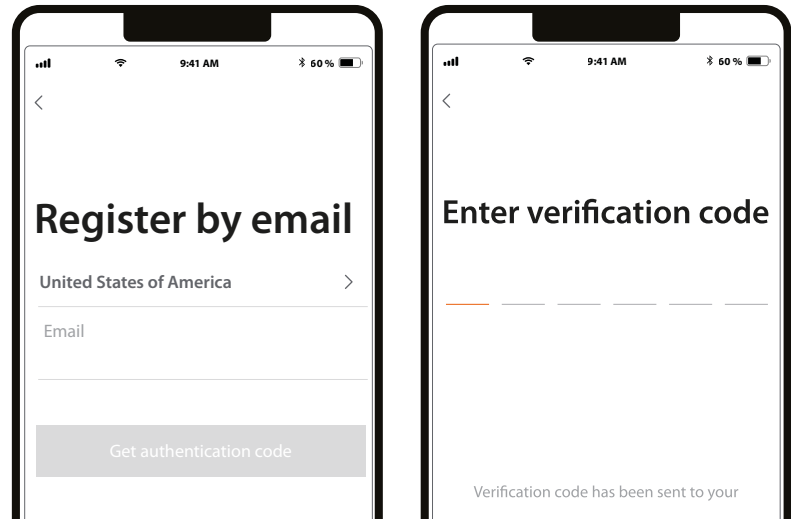 9:41 AM
60 %
Register by email
United States of America
Email
Get authentication code
9:41 AM
60 %
Enter verification code
Verification code has been sent to your